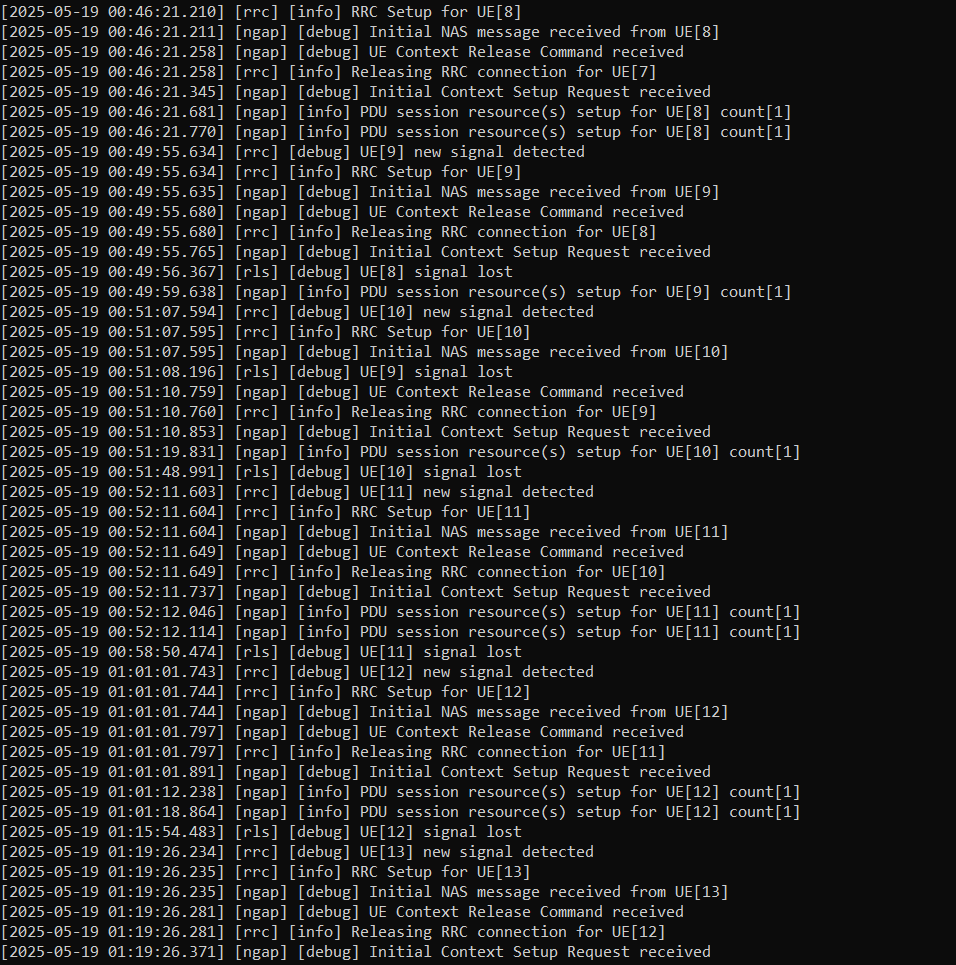 [2025-05-19 00:46:21.210] [rrc] [info] RRC Setup for UE[8]
[2025-05-19 00:46:21.211] [ngap] [debug] Initial NAS message received from UE[8]
[2025-05-19 00:46:21.258] [ngap] [debug] UE Context Release Command received
[2025-05-19 00:46:21.258] [rrc] [info] Releasing RRC connection for UE[7]
[2025-05-19 00:46:21.345] [ngap] [debug] Initial Context Setup Request received
[2025-05-19 00:46:21.681] [ngap] [info] PDU session resource(s) setup for UE[8] count[1]
[2025-05-19 00:46:21.770] [ngap] [info] PDU session resource(s) setup for UE[8] count[1]
[2025-05-19 00:49:55.634] [rrc] [debug] UE[9] new signal detected
[2025-05-19 00:49:55.634] [rrc] [info] RRC Setup for UE[9]
[2025-05-19 00:49:55.635] [ngap] [debug] Initial NAS message received from UE[9]
[2025-05-19 00:49:55.680] [ngap] [debug] UE Context Release Command received
[2025-05-19 00:49:55.680] [rrc] [info] Releasing RRC connection for UE[8]
[2025-05-19 00:49:55.765] [ngap] [debug] Initial Context Setup Request received
[2025-05-19 00:49:56.367] [rls] [debug] UE[8] signal lost
[2025-05-19 00:49:59.638] [ngap] [info] PDU session resource(s) setup for UE[9] count[1]
[2025-05-19 00:51:07.594] [rrc] [debug] UE[10] new signal detected
[2025-05-19 00:51:07.595] [rrc] [info] RRC Setup for UE[10]
[2025-05-19 00:51:07.595] [ngap] [debug] Initial NAS message received from UE[10]
[2025-05-19 00:51:08.196] [rls] [debug] UE[9] signal lost
[2025-05-19 00:51:10.759] [ngap] [debug] UE Context Release Command received
[2025-05-19 00:51:10.760] [rrc] [info] Releasing RRC connection for UE[9]
[2025-05-19 00:51:10.853] [ngap] [debug] Initial Context Setup Request received
[2025-05-19 00:51:19.831] [ngap] [info] PDU session resource(s) setup for UE[10] count[1]
[2025-05-19 00:51:48.991] [rls] [debug] UE[10] signal lost
[2025-05-19 00:52:11.603] [rrc] [debug] UE[11] new signal detected
[2025-05-19 00:52:11.604] [rrc] [info] RRC Setup for UE[11]
[2025-05-19 00:52:11.604] [ngap] [debug] Initial NAS message received from UE[11]
[2025-05-19 00:52:11.649] [ngap] [debug] UE Context Release Command received
[2025-05-19 00:52:11.649] [rrc] [info] Releasing RRC connection for UE[10]
[2025-05-19 00:52:11.737] [ngap] [debug] Initial Context Setup Request received
[2025-05-19 00:52:12.046] [ngap] [info] PDU session resource(s) setup for UE[11] count[1]
[2025-05-19 00:52:12.114] [ngap] [info] PDU session resource(s) setup for UE[11] count[1]
[2025-05-19 00:58:50.474] [rls] [debug] UE[11] signal lost
[2025-05-19 01:01:01.743] [rrc] [debug] UE[12] new signal detected
[2025-05-19 01:01:01.744] [rrc] [info] RRC Setup for UE[12]
[2025-05-19 01:01:01.744] [ngap] [debug] Initial NAS message received from UE[12]
[2025-05-19 01:01:01.797] [ngap] [debug] UE Context Release Command received
[2025-05-19 01:01:01.797] [rrc] [info] Releasing RRC connection for UE[11]
[2025-05-19 01:01:01.891] [ngap] [debug] Initial Context Setup Request received
[2025-05-19 01:01:12.238] [ngap] [info] PDU session resource(s) setup for UE[12] count[1]
[2025-05-19 01:01:18.864] [ngap] [info] PDU session resource(s) setup for UE[12] count[1]
[2025-05-19 01:15:54.483] [rls] [debug] UE[12] signal lost
[2025-05-19 01:19:26.234] [rrc] [debug] UE[13] new signal detected
[2025-05-19 01:19:26.235] [rrc] [info] RRC Setup for UE[13]
[2025-05-19 01:19:26.235] [ngap] [debug] Initial NAS message received from UE[13]
[2025-05-19 01:19:26.281] [ngap] [debug] UE Context Release Command received
[2025-05-19 01:19:26.281] [rrc] [info] Releasing RRC connection for UE[12]
[2025-05-19 01:19:26.371] [ngap] [debug] Initial Context Setup Request received